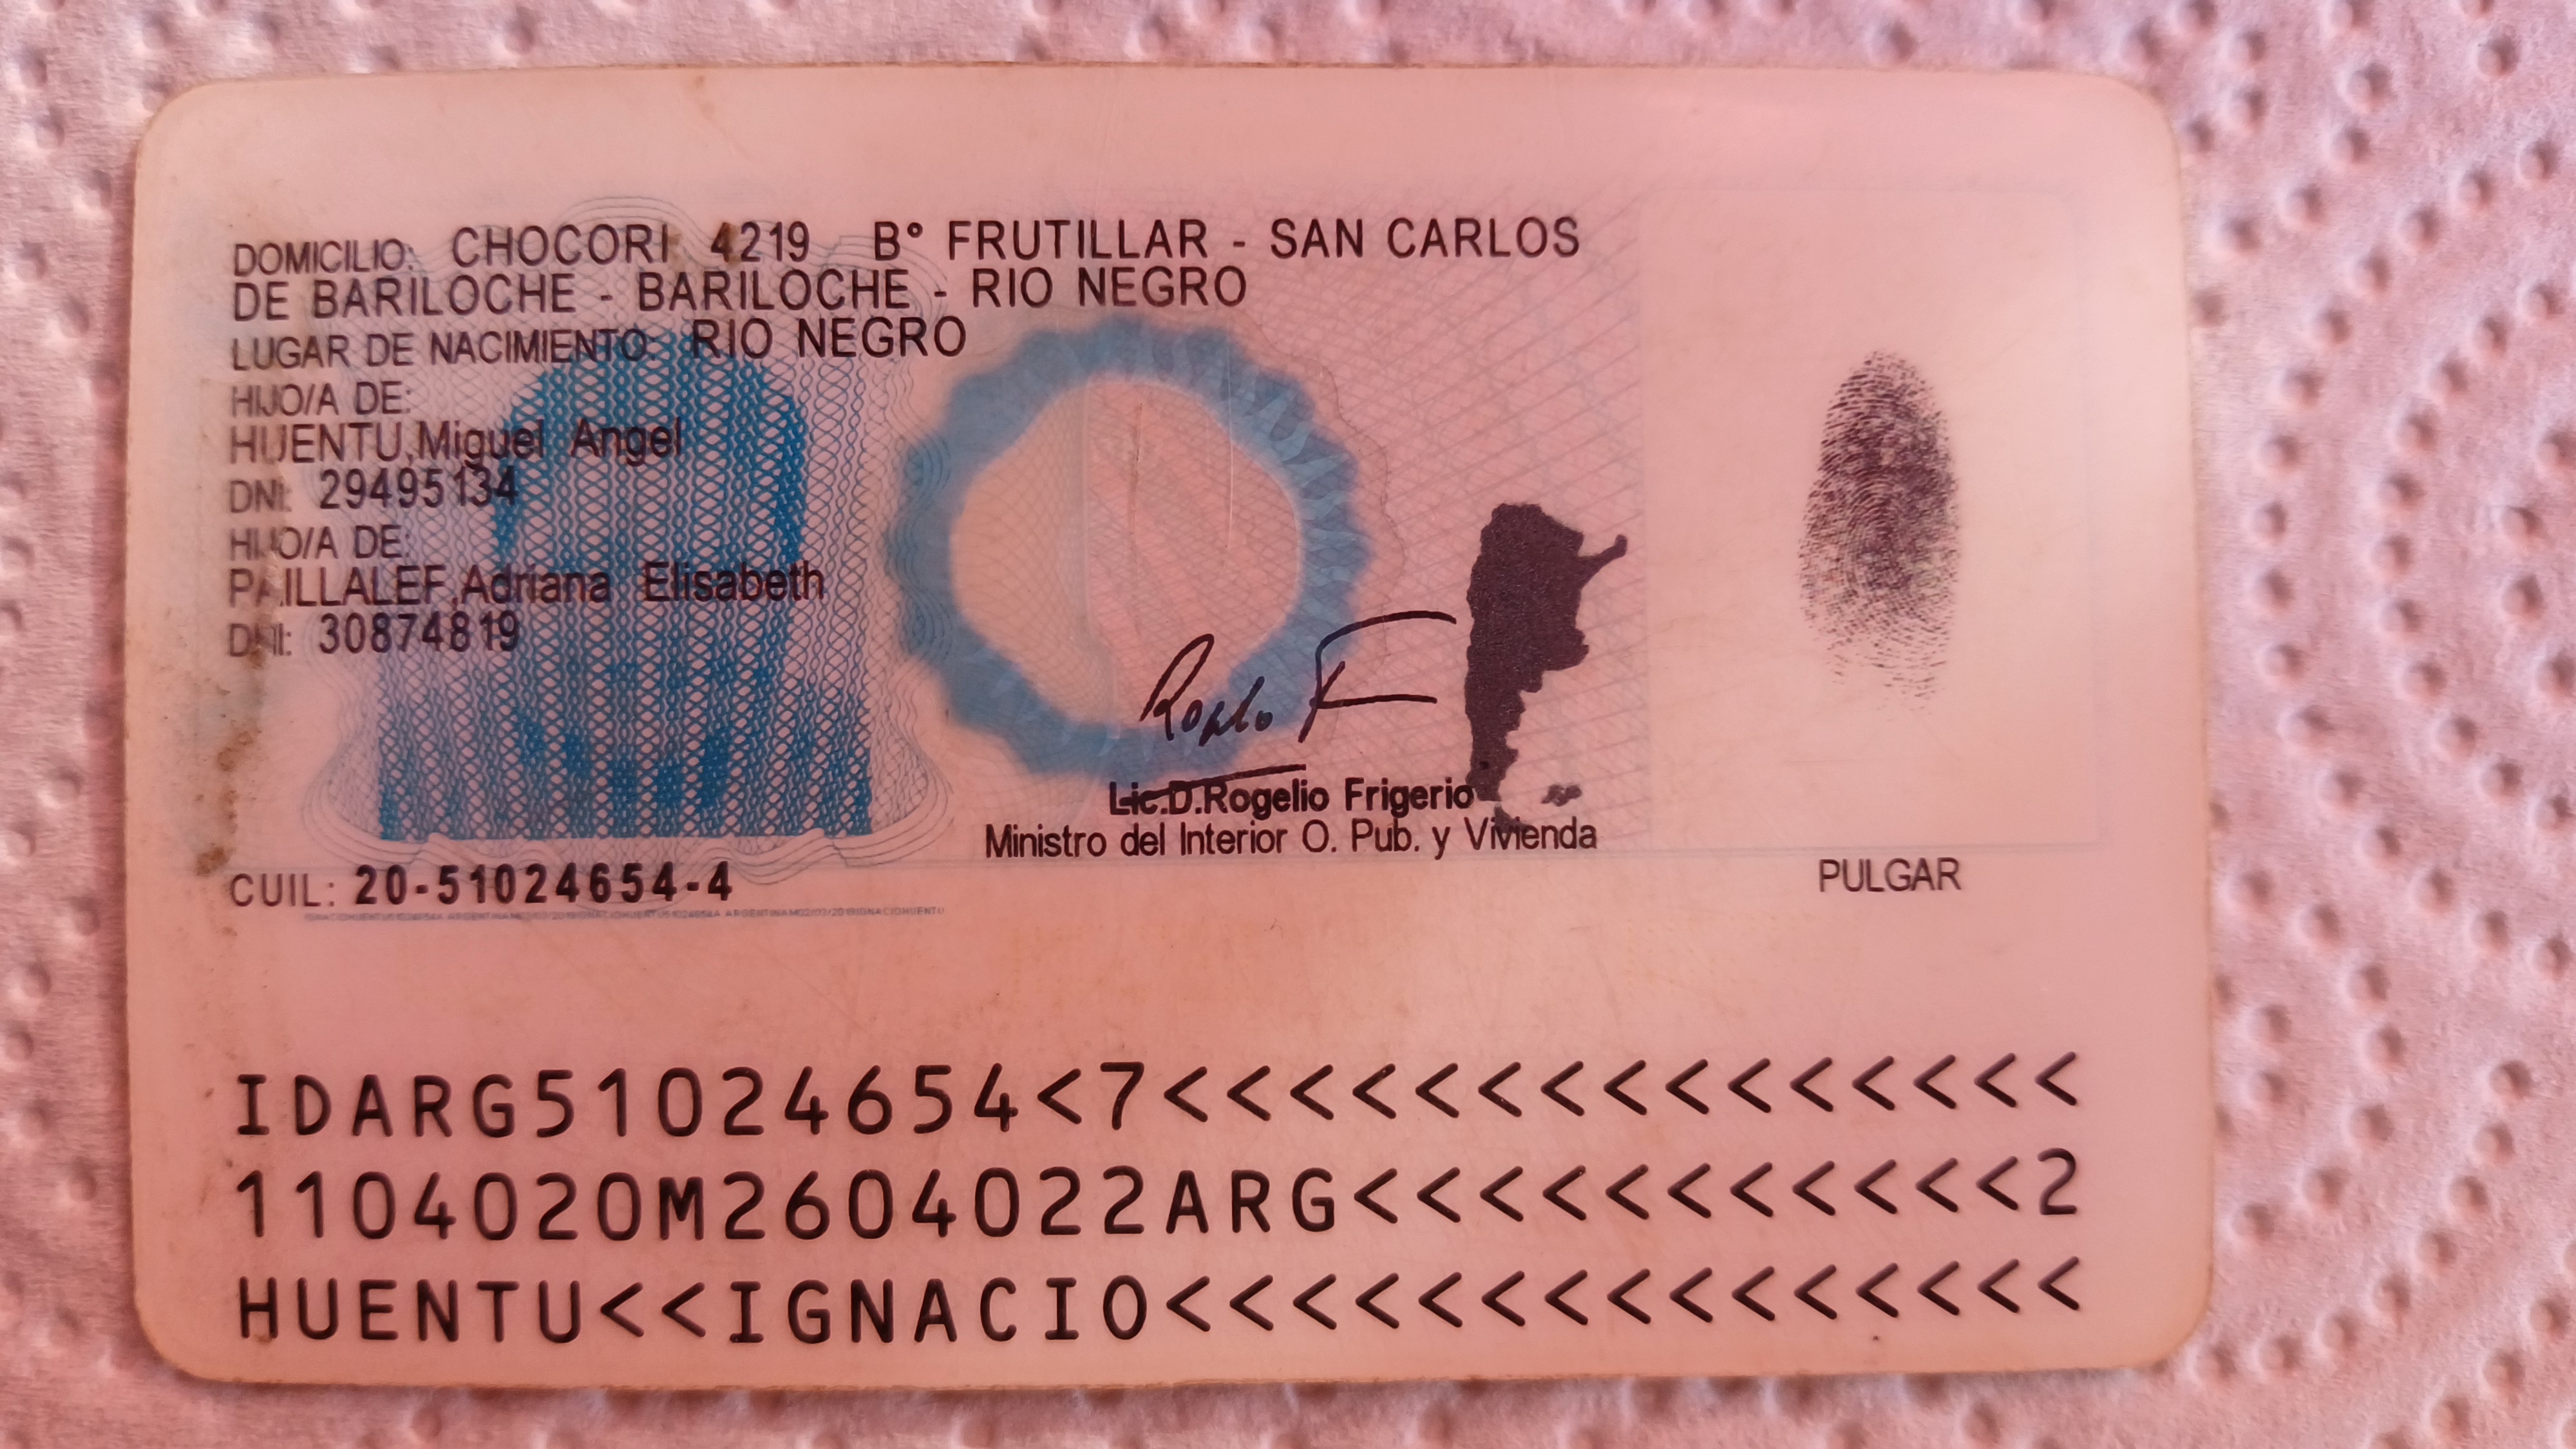 DOMICILIO: CHOCORI 4219 B° FRUTILLAR - SAN CARLOS
DE BARILOCHE - BARILOCHE - RIO NEGRO
LUGAR DE NACIMIENTO: RIO NEGRO
HIJO/A DE:
HUENTU,Miguel Angel
DNI: 29495134
HIJO/A DE:
PAILLALEF,Adriana Elisabeth
DNI: 30874819
Lic.D.Rogelio Frigerio
Ministro del Interior O. Pub. y Vivienda
CUIL: 20-51024654-4
PULGAR
IDARG51024654<7<<<<<<<<<<<<<<<
1104020M2604022ARG<<<<<<<<<<<2
HUENTU<<IGNACIO<<<<<<<<<<<<<<<